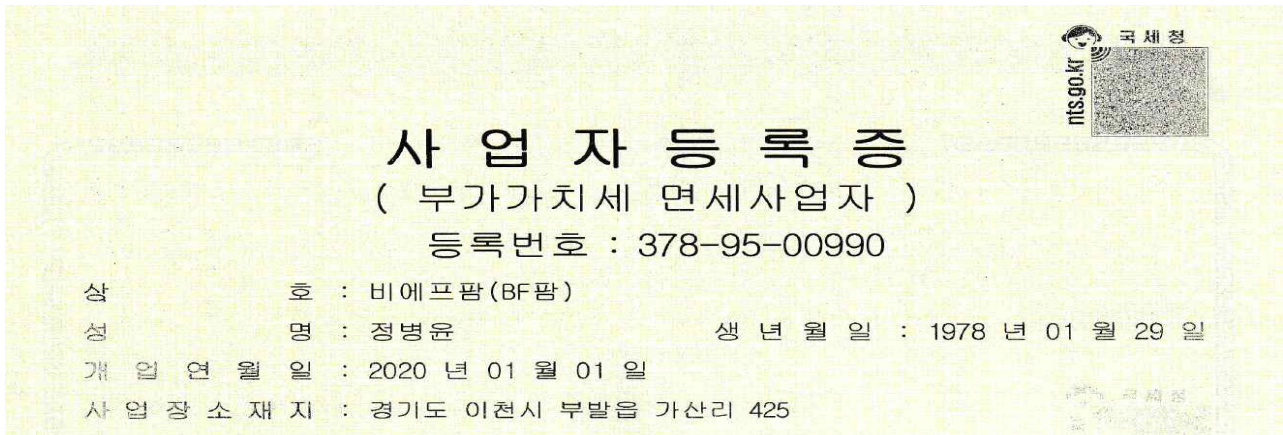 국세청
nts.go.kr
사업자등록증
( 부가가치세 면세사업자 )
등록번호 : 378-95-00990
상 호 : 비에프팜(BF팜)
성 명 : 정병윤 생 년 월 일 : 1978 년 01 월 29 일
개 업 연 월 일 : 2020 년 01 월 01 일
사 업 장 소 재 지 : 경기도 이천시 부발읍 가산리 425
국세청